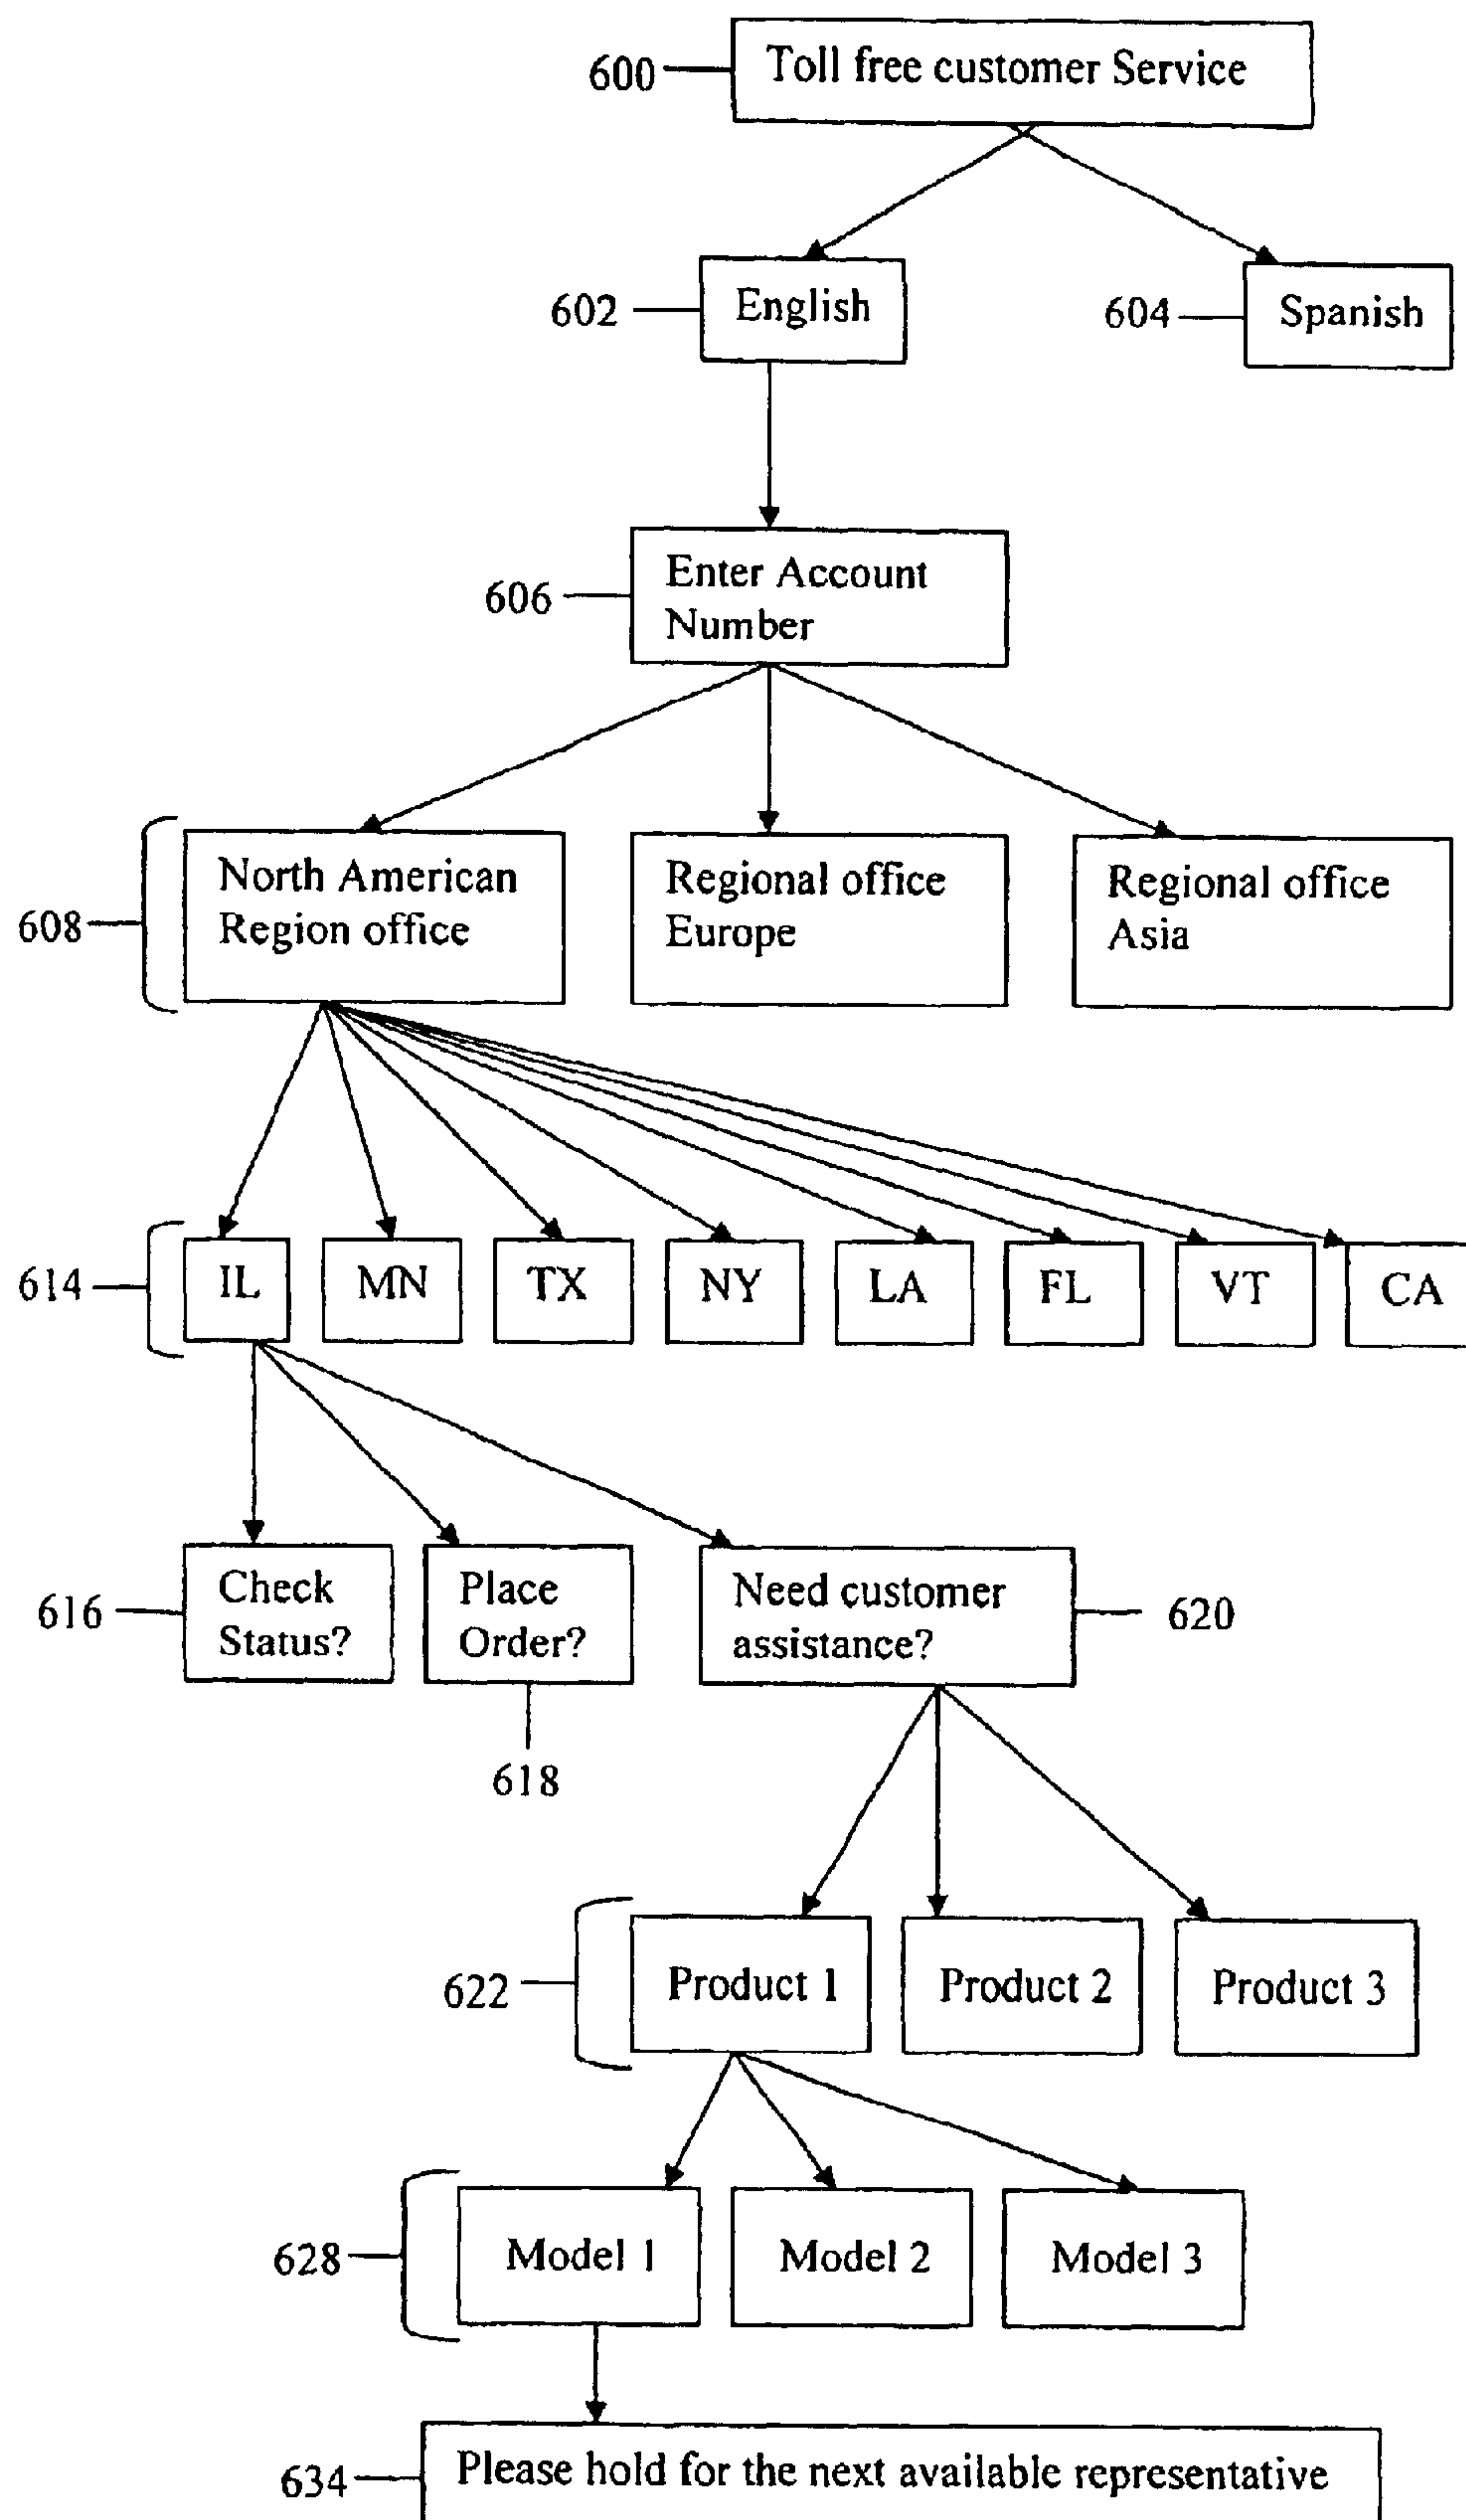 600
Toll free customer Service
602
English
604
Spanish
606
Enter Account
Number
608
North American
Region office
Regional office
Europe
Regional office
Asia
614
IL
MN
TX
NY
LA
FL
VT
CA
616
Check
Status?
Place
Order?
Need customer
assistance?
620
618
622
Product 1
Product 2
Product 3
628
Model 1
Model 2
Model 3
634
Please hold for the next available representative